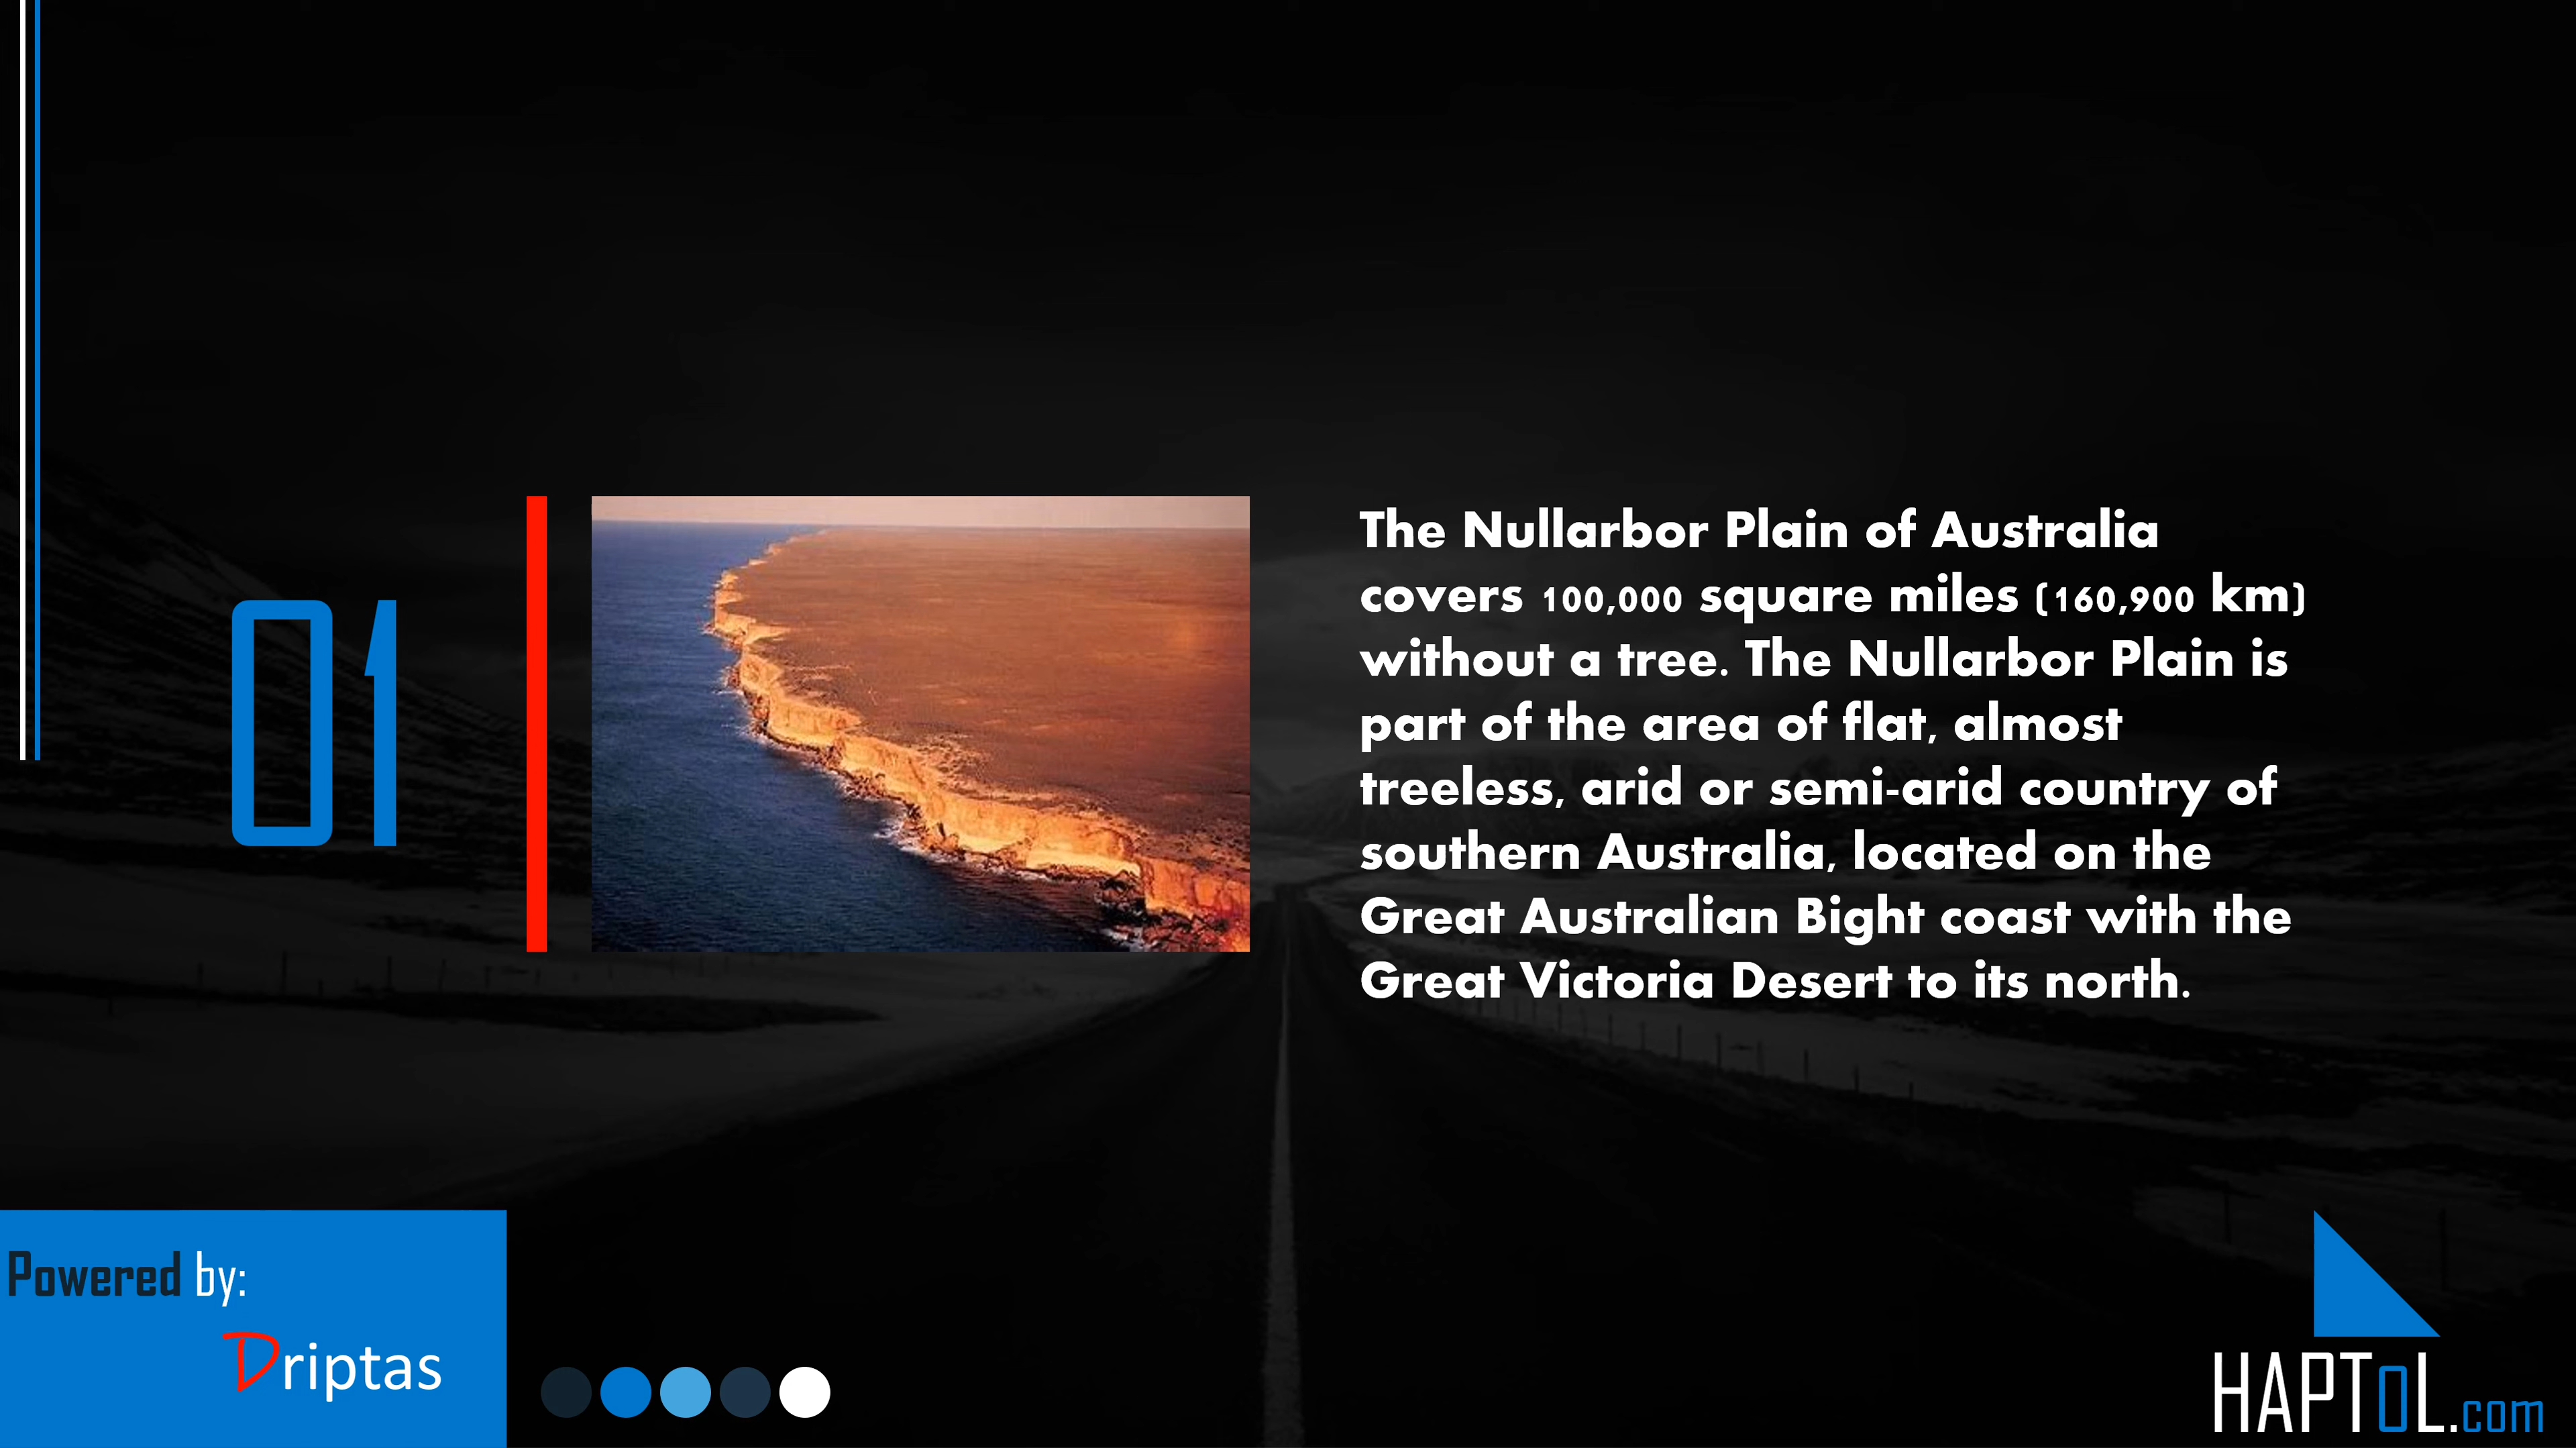 01
The Nullarbor Plain of Australia
covers 100,000 square miles (160,900 km)
without a tree. The Nullarbor Plain is
part of the area of flat, almost
treeless, arid or semi-arid country of
southern Australia, located on the
Great Australian Bight coast with the
Great Victoria Desert to its north.
Powered by:
Driptas
HAPToL.com